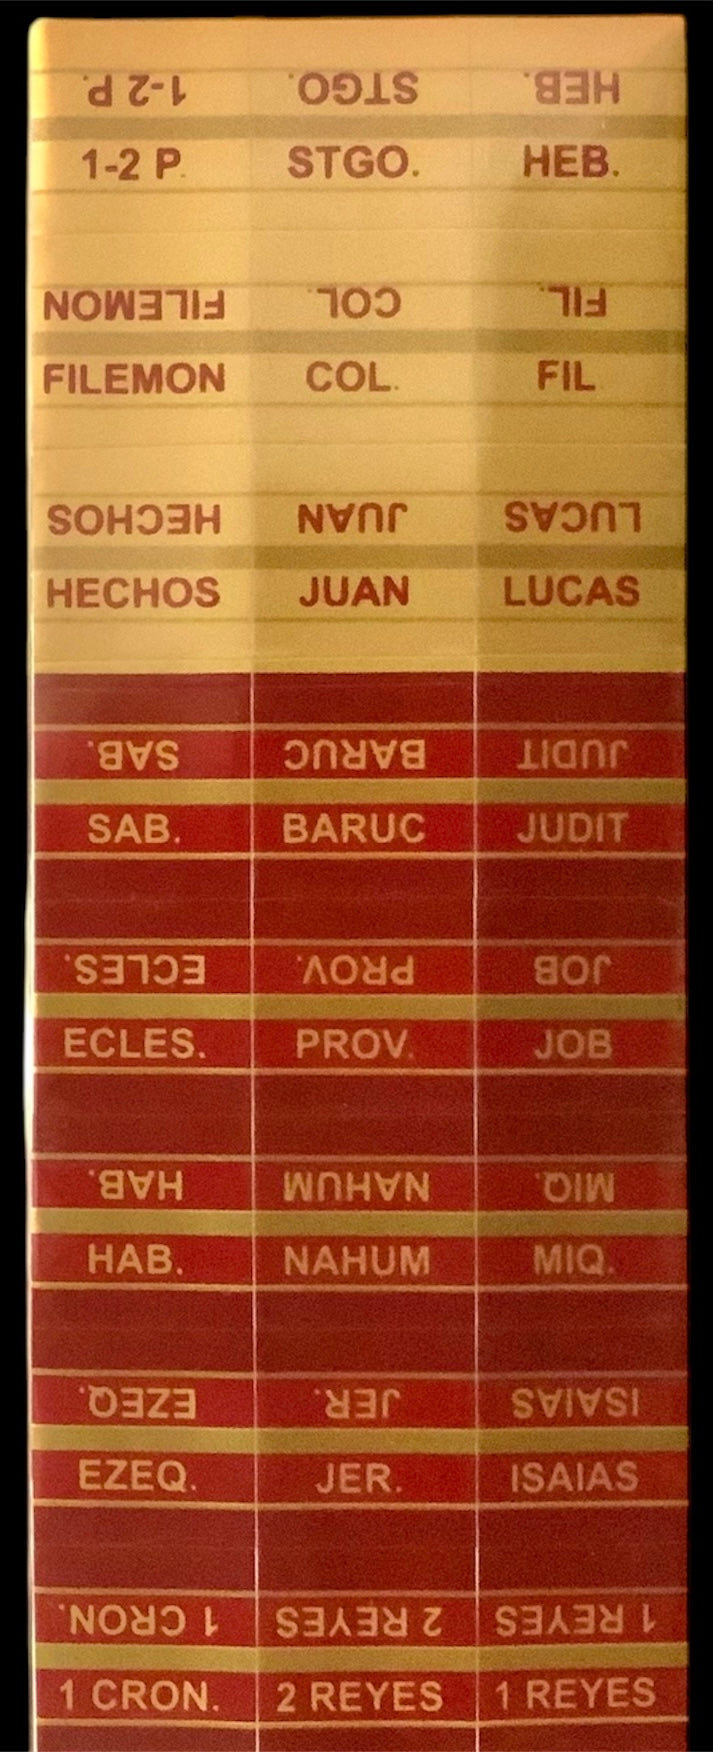 1-2 P. STGO. HEB.
1-2 P. STGO. HEB.
FILEMON COL. FIL.
FILEMON COL. FIL
HECHOS JUAN LUCAS
HECHOS JUAN LUCAS
SAB. BARUC JUDIT
SAB. BARUC JUDIT
ECLES. PROV. JOB
ECLES. PROV. JOB
HAB. NAHUM MIQ.
HAB. NAHUM MIQ.
EZEQ. JER. ISAIAS
EZEQ. JER. ISAIAS
1 CRON. 2 REYES 1 REYES
1 CRON. 2 REYES 1 REYES